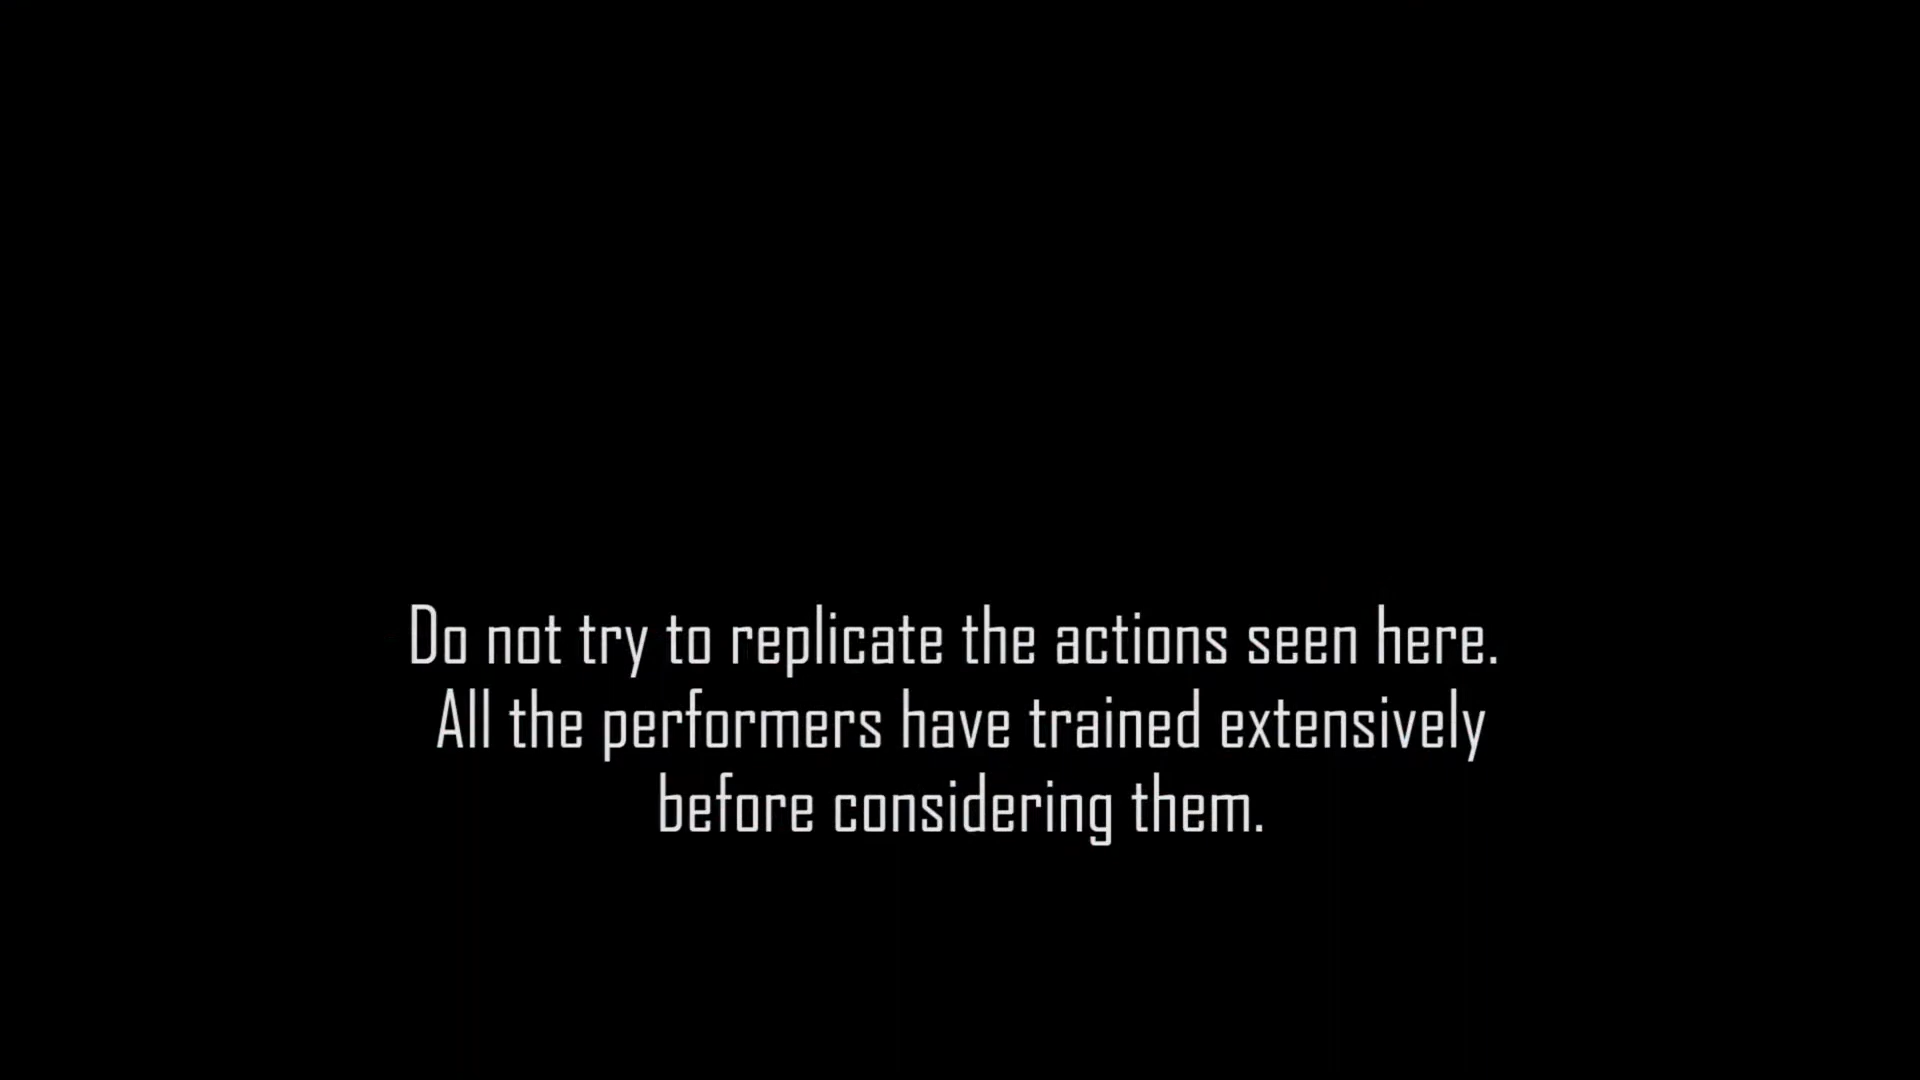 Do not try to replicate the actions seen here.
All the performers have trained extensively
before considering them.